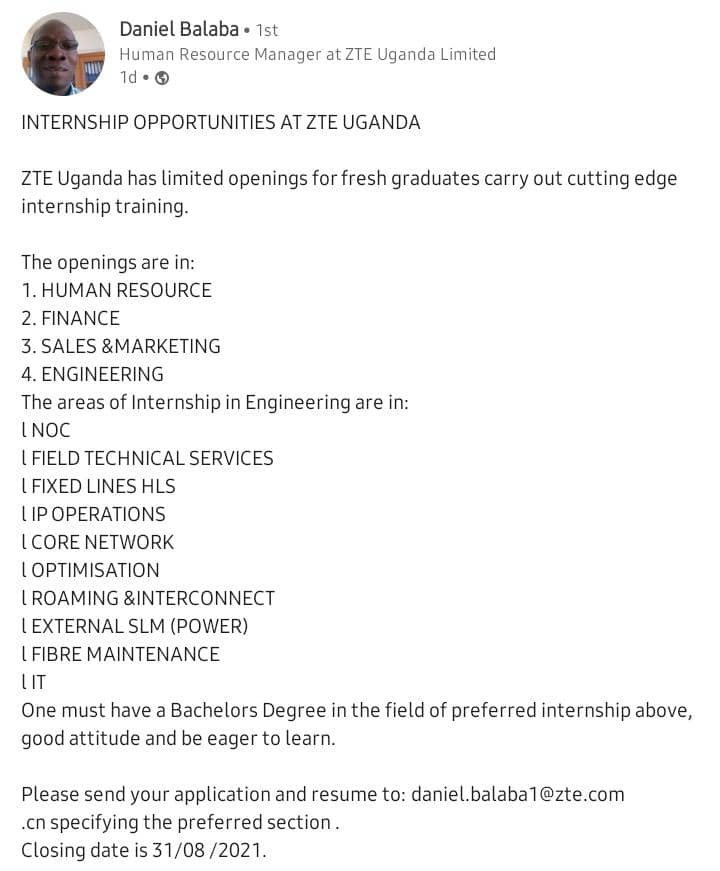 Daniel Balaba • 1st
Human Resource Manager at ZTE Uganda Limited
1d •
INTERNSHIP OPPORTUNITIES AT ZTE UGANDA
ZTE Uganda has limited openings for fresh graduates carry out cutting edge
internship training.
The openings are in:
1. HUMAN RESOURCE
2. FINANCE
3. SALES &MARKETING
4. ENGINEERING
The areas of Internship in Engineering are in:
l NOC
l FIELD TECHNICAL SERVICES
l FIXED LINES HLS
l IP OPERATIONS
l CORE NETWORK
l OPTIMISATION
l ROAMING &INTERCONNECT
l EXTERNAL SLM (POWER)
l FIBRE MAINTENANCE
l IT
One must have a Bachelors Degree in the field of preferred internship above,
good attitude and be eager to learn.
Please send your application and resume to: daniel.balaba1@zte.com
.cn specifying the preferred section .
Closing date is 31/08 /2021.